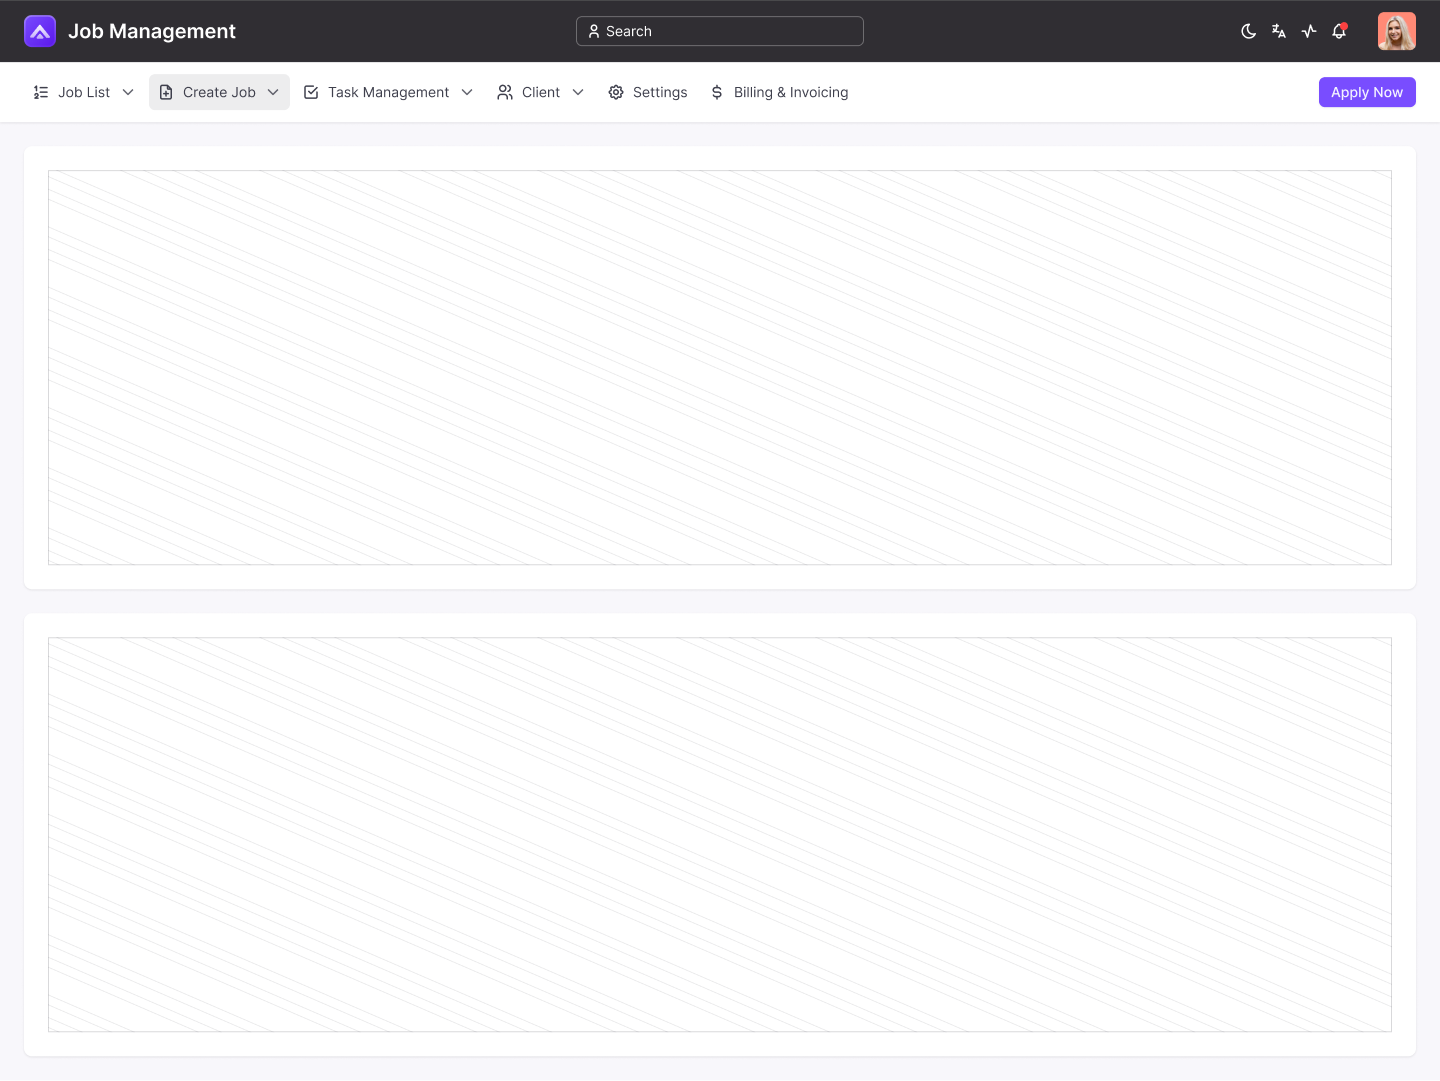 Job Management
Search
Job List
Create Job
Task Management
Client
Settings
Billing & Invoicing
Apply Now